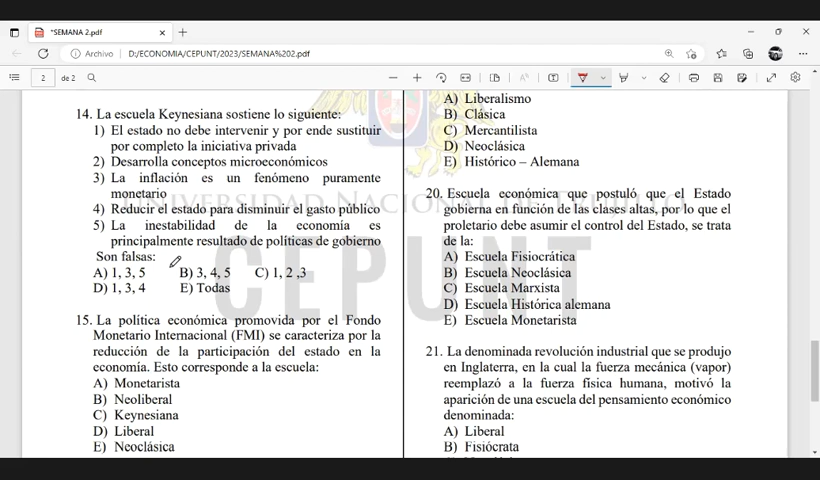 *SEMANA 2.pdf
Archivo
D:/ECONOMIA/CEPUNT/2023/SEMANA%202.pdf
2
de 2
14. La escuela Keynesiana sostiene lo siguiente:
1) El estado no debe intervenir y por ende sustituir
por completo la iniciativa privada
2) Desarrolla conceptos microeconómicos
3) La inflación es un fenómeno puramente
monetario
4) Reducir el estado para disminuir el gasto público
5) La inestabilidad de la economía es
principalmente resultado de políticas de gobierno
Son falsas:
A) 1, 3, 5 B) 3, 4, 5 C) 1, 2 ,3
D) 1, 3, 4 E) Todas
15. La política económica promovida por el Fondo
Monetario Internacional (FMI) se caracteriza por la
reducción de la participación del estado en la
economía. Esto corresponde a la escuela:
A) Monetarista
B) Neoliberal
C) Keynesiana
D) Liberal
E) Neoclásica
A) Liberalismo
B) Clásica
C) Mercantilista
D) Neoclásica
E) Histórico – Alemana
20. Escuela económica que postuló que el Estado
gobierna en función de las clases altas, por lo que el
proletario debe asumir el control del Estado, se trata
de la:
A) Escuela Fisiocrática
B) Escuela Neoclásica
C) Escuela Marxista
D) Escuela Histórica alemana
E) Escuela Monetarista
21. La denominada revolución industrial que se produjo
en Inglaterra, en la cual la fuerza mecánica (vapor)
reemplazó a la fuerza física humana, motivó la
aparición de una escuela del pensamiento económico
denominada:
A) Liberal
B) Fisiócrata
UNIVERSIDAD NACIONAL DE TRUJILLO
CEPUNT